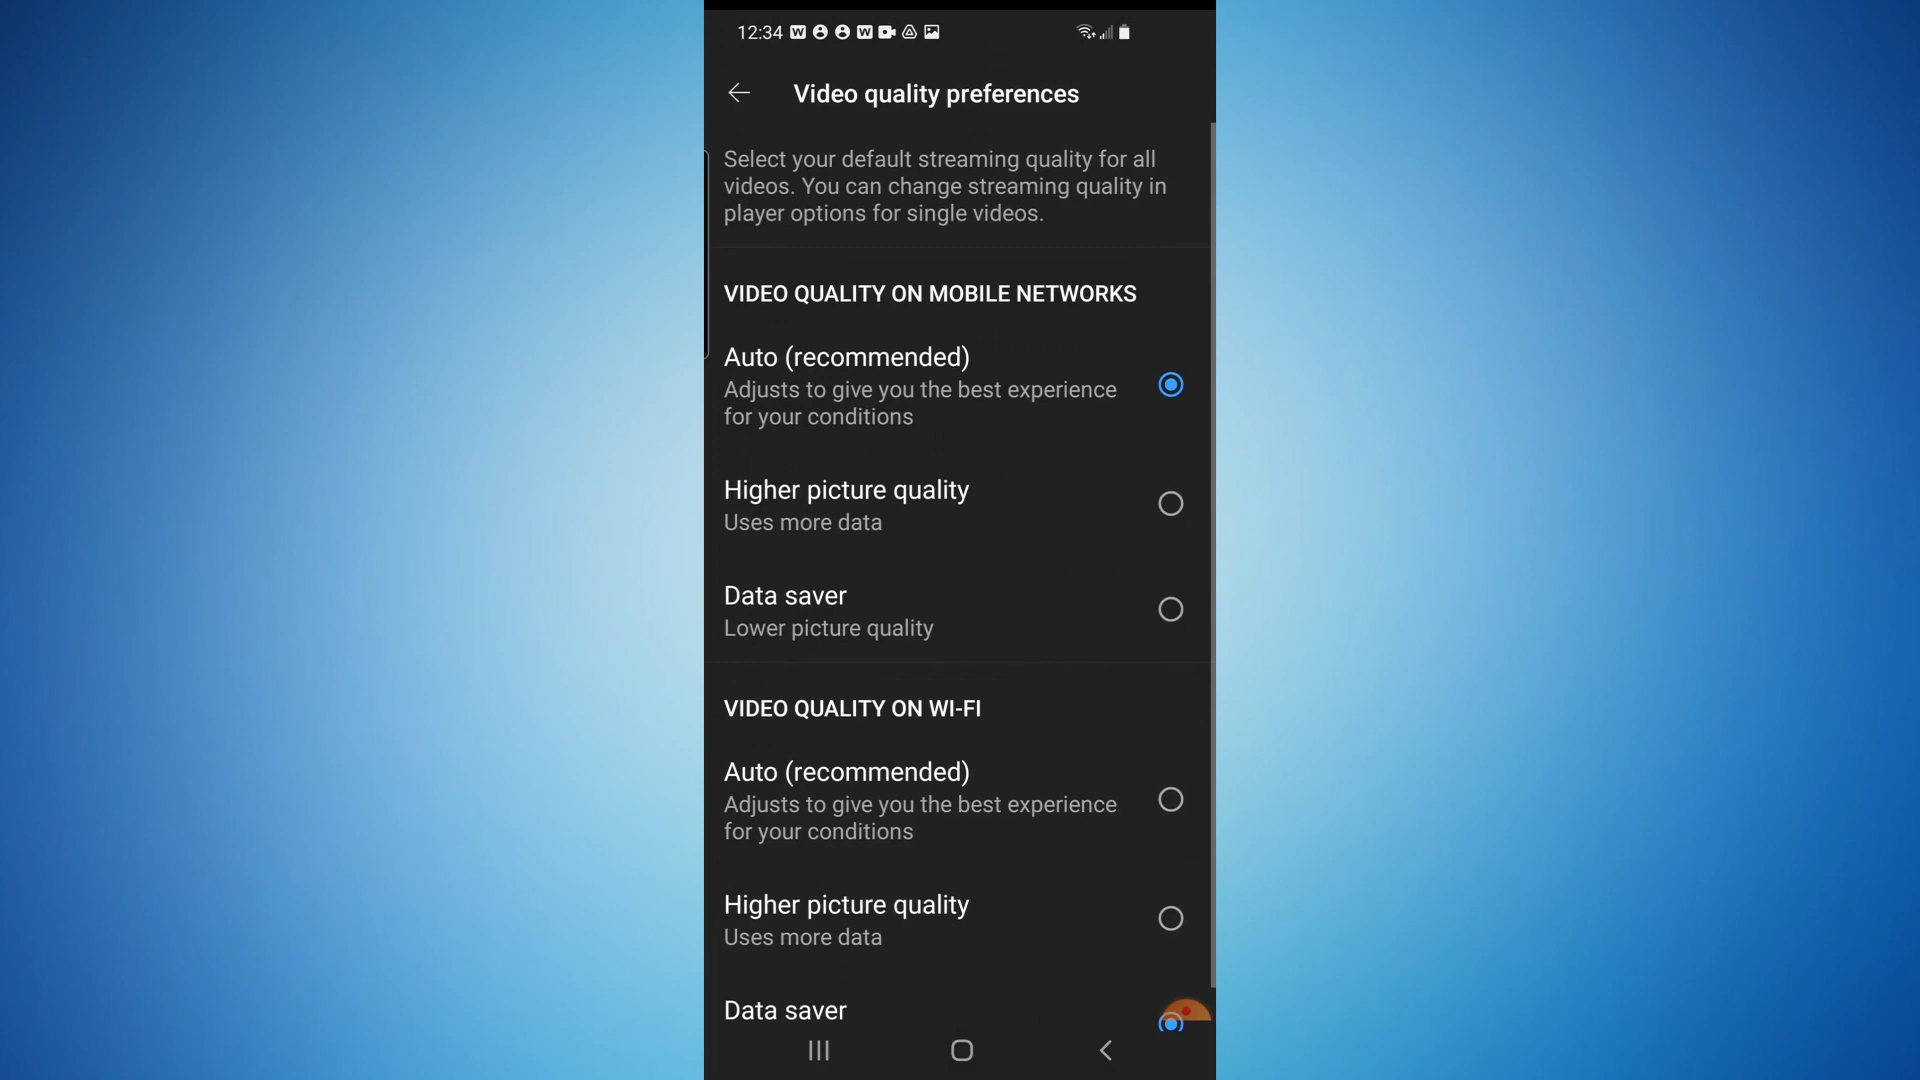 12:34
Video quality preferences
Select your default streaming quality for all
videos. You can change streaming quality in
player options for single videos.
VIDEO QUALITY ON MOBILE NETWORKS
Auto (recommended)
Adjusts to give you the best experience
for your conditions
Higher picture quality
Uses more data
Data saver
Lower picture quality
VIDEO QUALITY ON WI-FI
Auto (recommended)
Adjusts to give you the best experience
for your conditions
Higher picture quality
Uses more data
Data saver